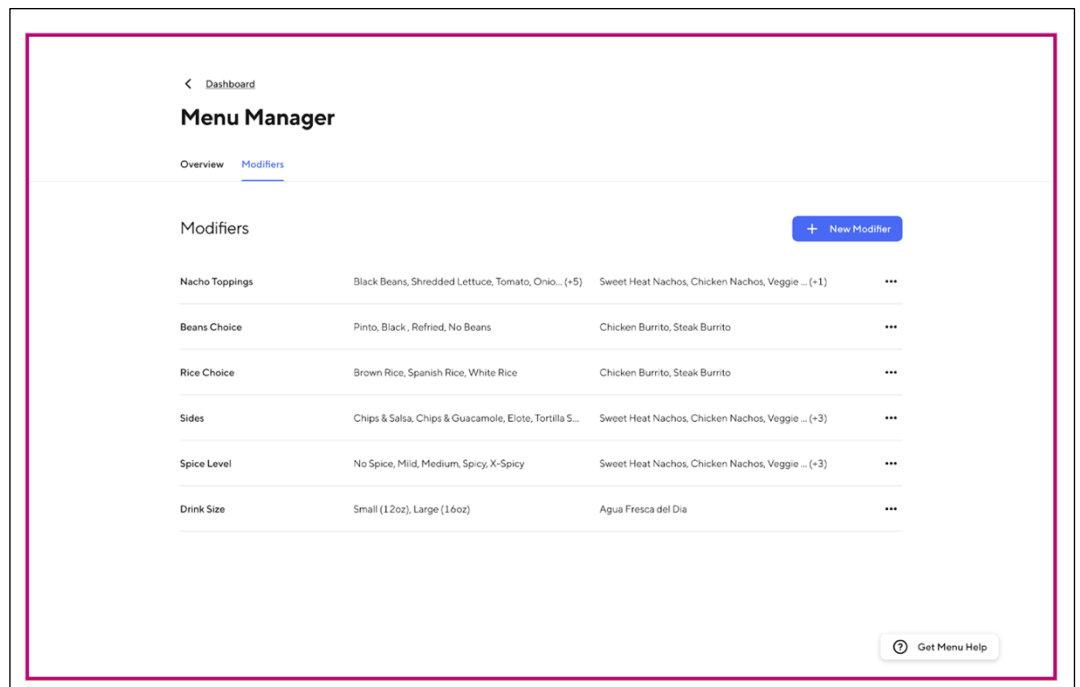 Dashboard
Menu Manager
Overview Modifiers
Modifiers
+ New Modifier
Nacho Toppings Black Beans, Shredded Lettuce, Tomato, Onio... (+5) Sweet Heat Nachos, Chicken Nachos, Veggie ... (+1)
Beans Choice Pinto, Black , Refried, No Beans Chicken Burrito, Steak Burrito
Rice Choice Brown Rice, Spanish Rice, White Rice Chicken Burrito, Steak Burrito
Sides Chips & Salsa, Chips & Guacamole, Elote, Tortilla S... Sweet Heat Nachos, Chicken Nachos, Veggie ... (+3)
Spice Level No Spice, Mild, Medium, Spicy, X-Spicy Sweet Heat Nachos, Chicken Nachos, Veggie ... (+3)
Drink Size Small (12oz), Large (16oz) Agua Fresca del Dia
Get Menu Help